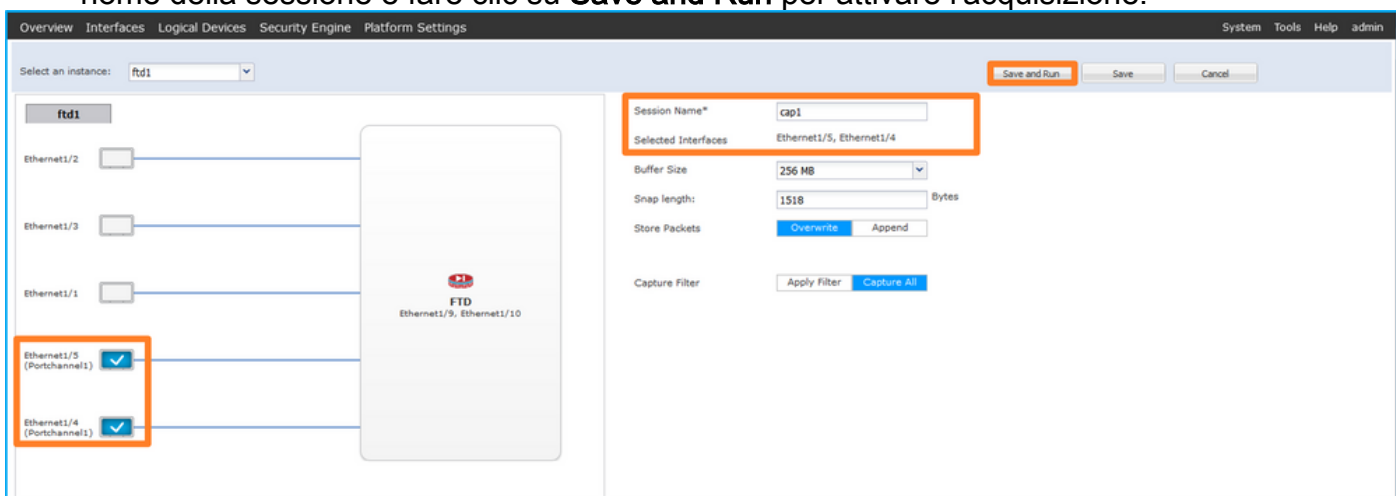 nome della sessione e fare clic su Save and Run per attivare l'acquisizione.
Overview Interfaces Logical Devices Security Engine Platform Settings System Tools Help admin
Select an instance: ftd1 Save and Run Save Cancel
ftd1
Ethernet1/2
Ethernet1/3
Ethernet1/1
Ethernet1/5
(Portchannel1)
Ethernet1/4
(Portchannel1)
FTD
Ethernet1/9, Ethernet1/10
Session Name* cap1
Selected Interfaces Ethernet1/5, Ethernet1/4
Buffer Size 256 MB
Snap length: 1518 Bytes
Store Packets Overwrite Append
Capture Filter Apply Filter Capture All